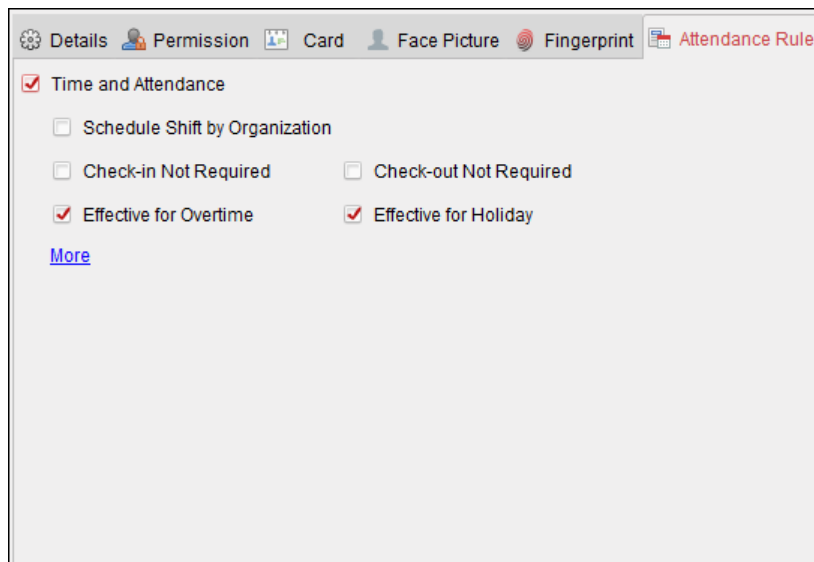 Details Permission Card Face Picture Fingerprint Attendance Rule
Time and Attendance
Schedule Shift by Organization
Check-in Not Required Check-out Not Required
Effective for Overtime Effective for Holiday
More